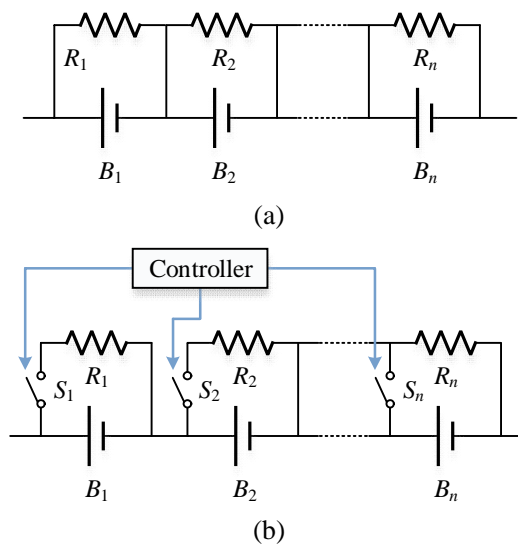 R1 R2 Rn
B1 B2 Bn
(a)
Controller
S1 R1 S2 R2 Sn Rn
B1 B2 Bn
(b)